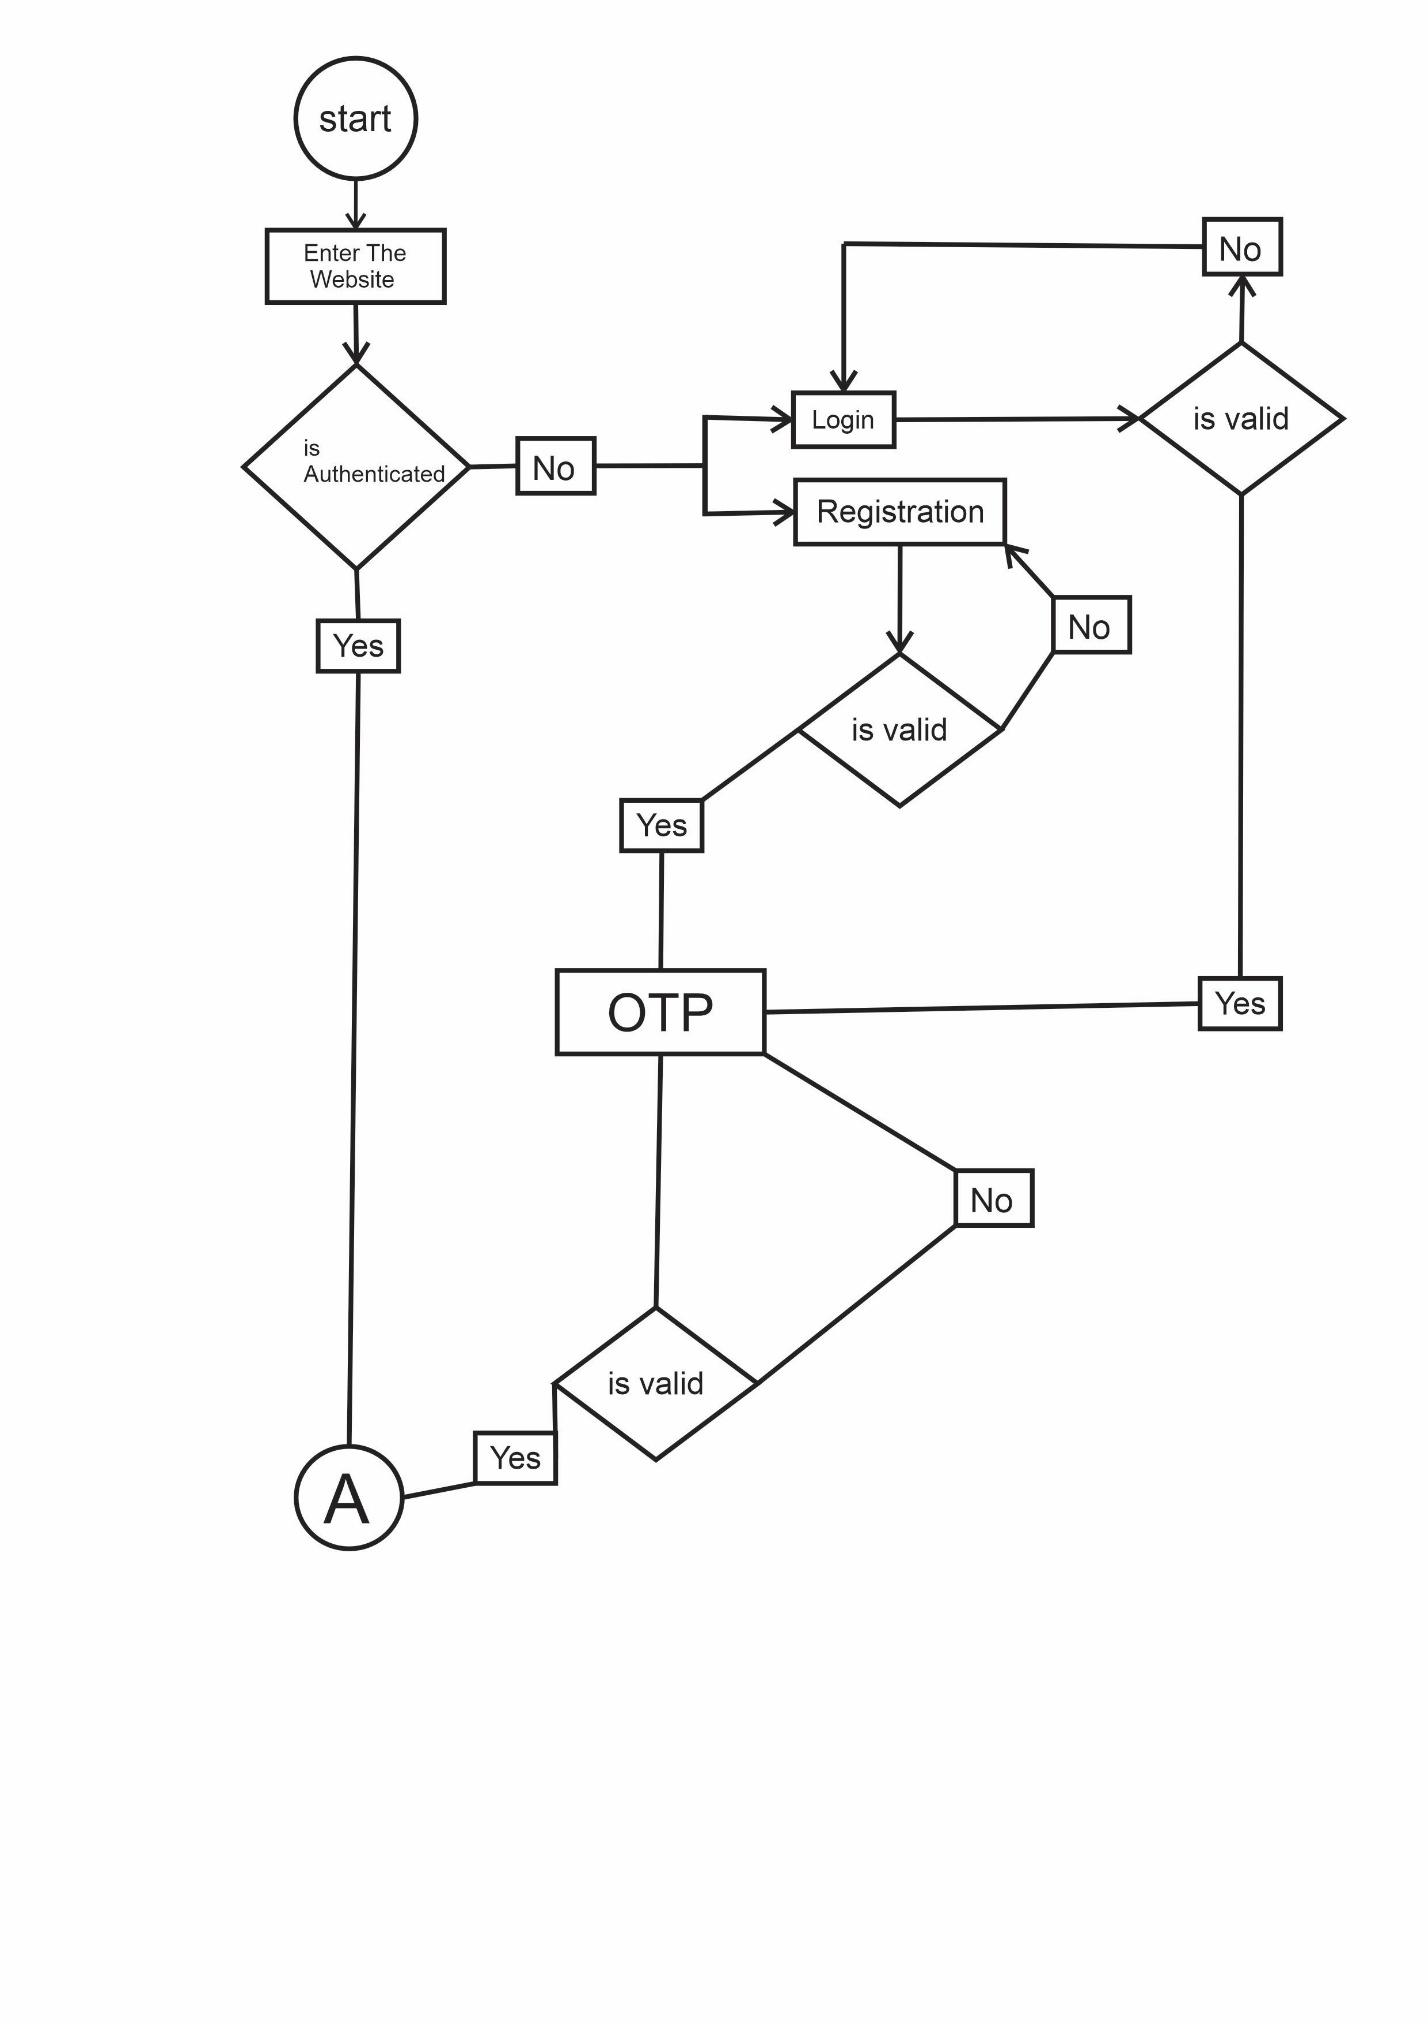 start
Enter The
Website
No
is
Authenticated
No
Login
is valid
Registration
Yes
No
is valid
Yes
OTP
Yes
No
is valid
Yes
A